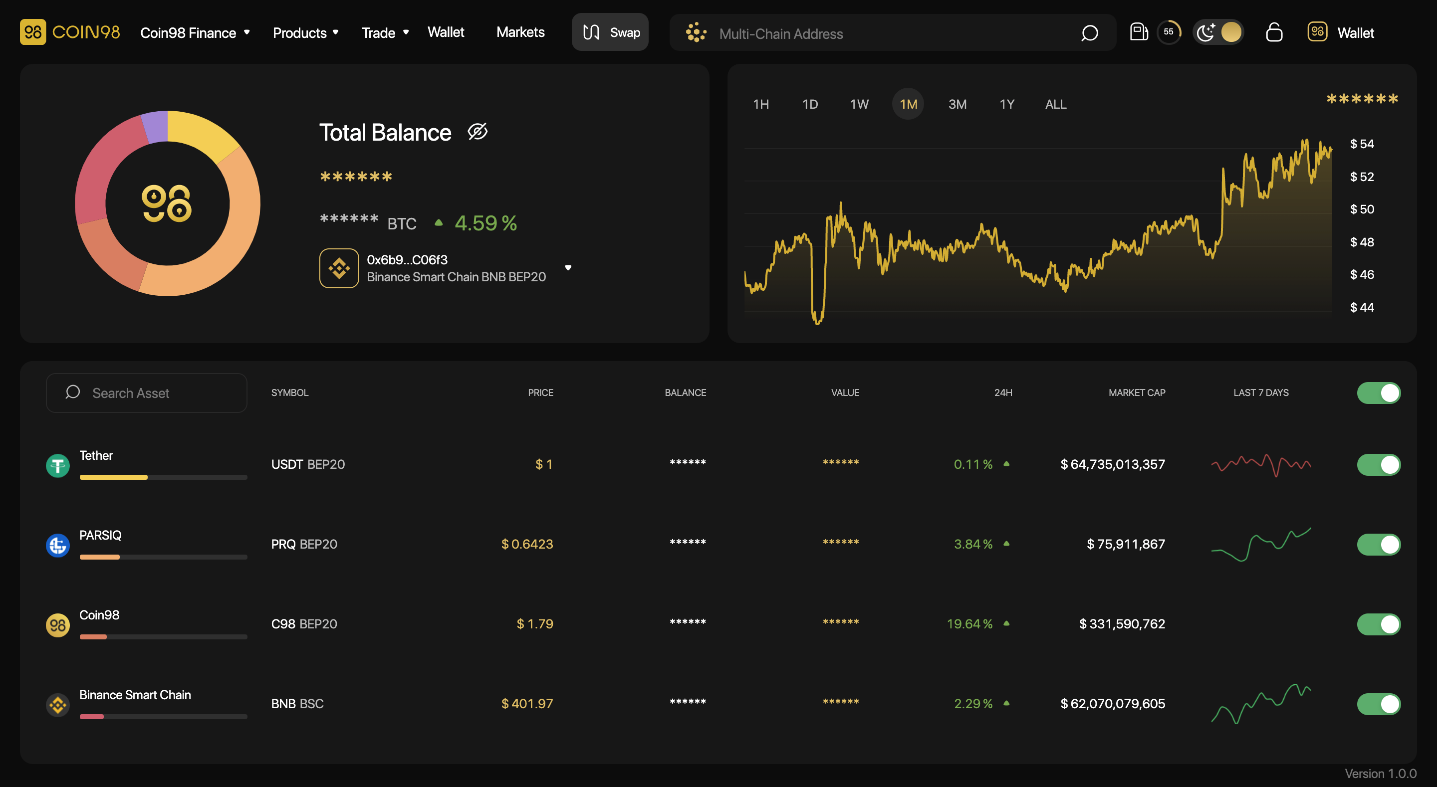 98 COIN98 Coin98 Finance Products Trade Wallet Markets Swap Multi-Chain Address 55 98 Wallet
98
Total Balance
******
****** BTC 4.59%
0x6b9...C06f3
Binance Smart Chain BNB BEP20
1H 1D 1W 1M 3M 1Y ALL ******
$ 54
$ 52
$ 50
$ 48
$ 46
$ 44
Search Asset SYMBOL PRICE BALANCE VALUE 24H MARKET CAP LAST 7 DAYS
Tether USDT BEP20 $ 1 ****** ****** 0.11% $ 64,735,013,357
PARSIQ PRQ BEP20 $ 0.6423 ****** ****** 3.84% $ 75,911,867
98 Coin98 C98 BEP20 $ 1.79 ****** ****** 19.64% $ 331,590,762
Binance Smart Chain BNB BSC $ 401.97 ****** ****** 2.29% $ 62,070,079,605
Version 1.0.0